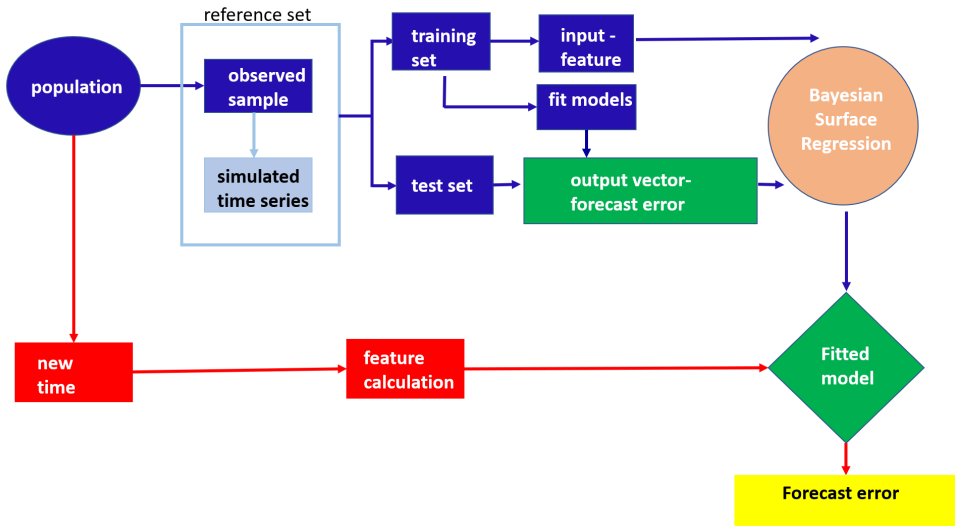 reference set
population
observed
sample
simulated
time series
training
set
input -
feature
fit models
test set
output vector-
forecast error
Bayesian
Surface
Regression
new
time
feature
calculation
Fitted
model
Forecast error